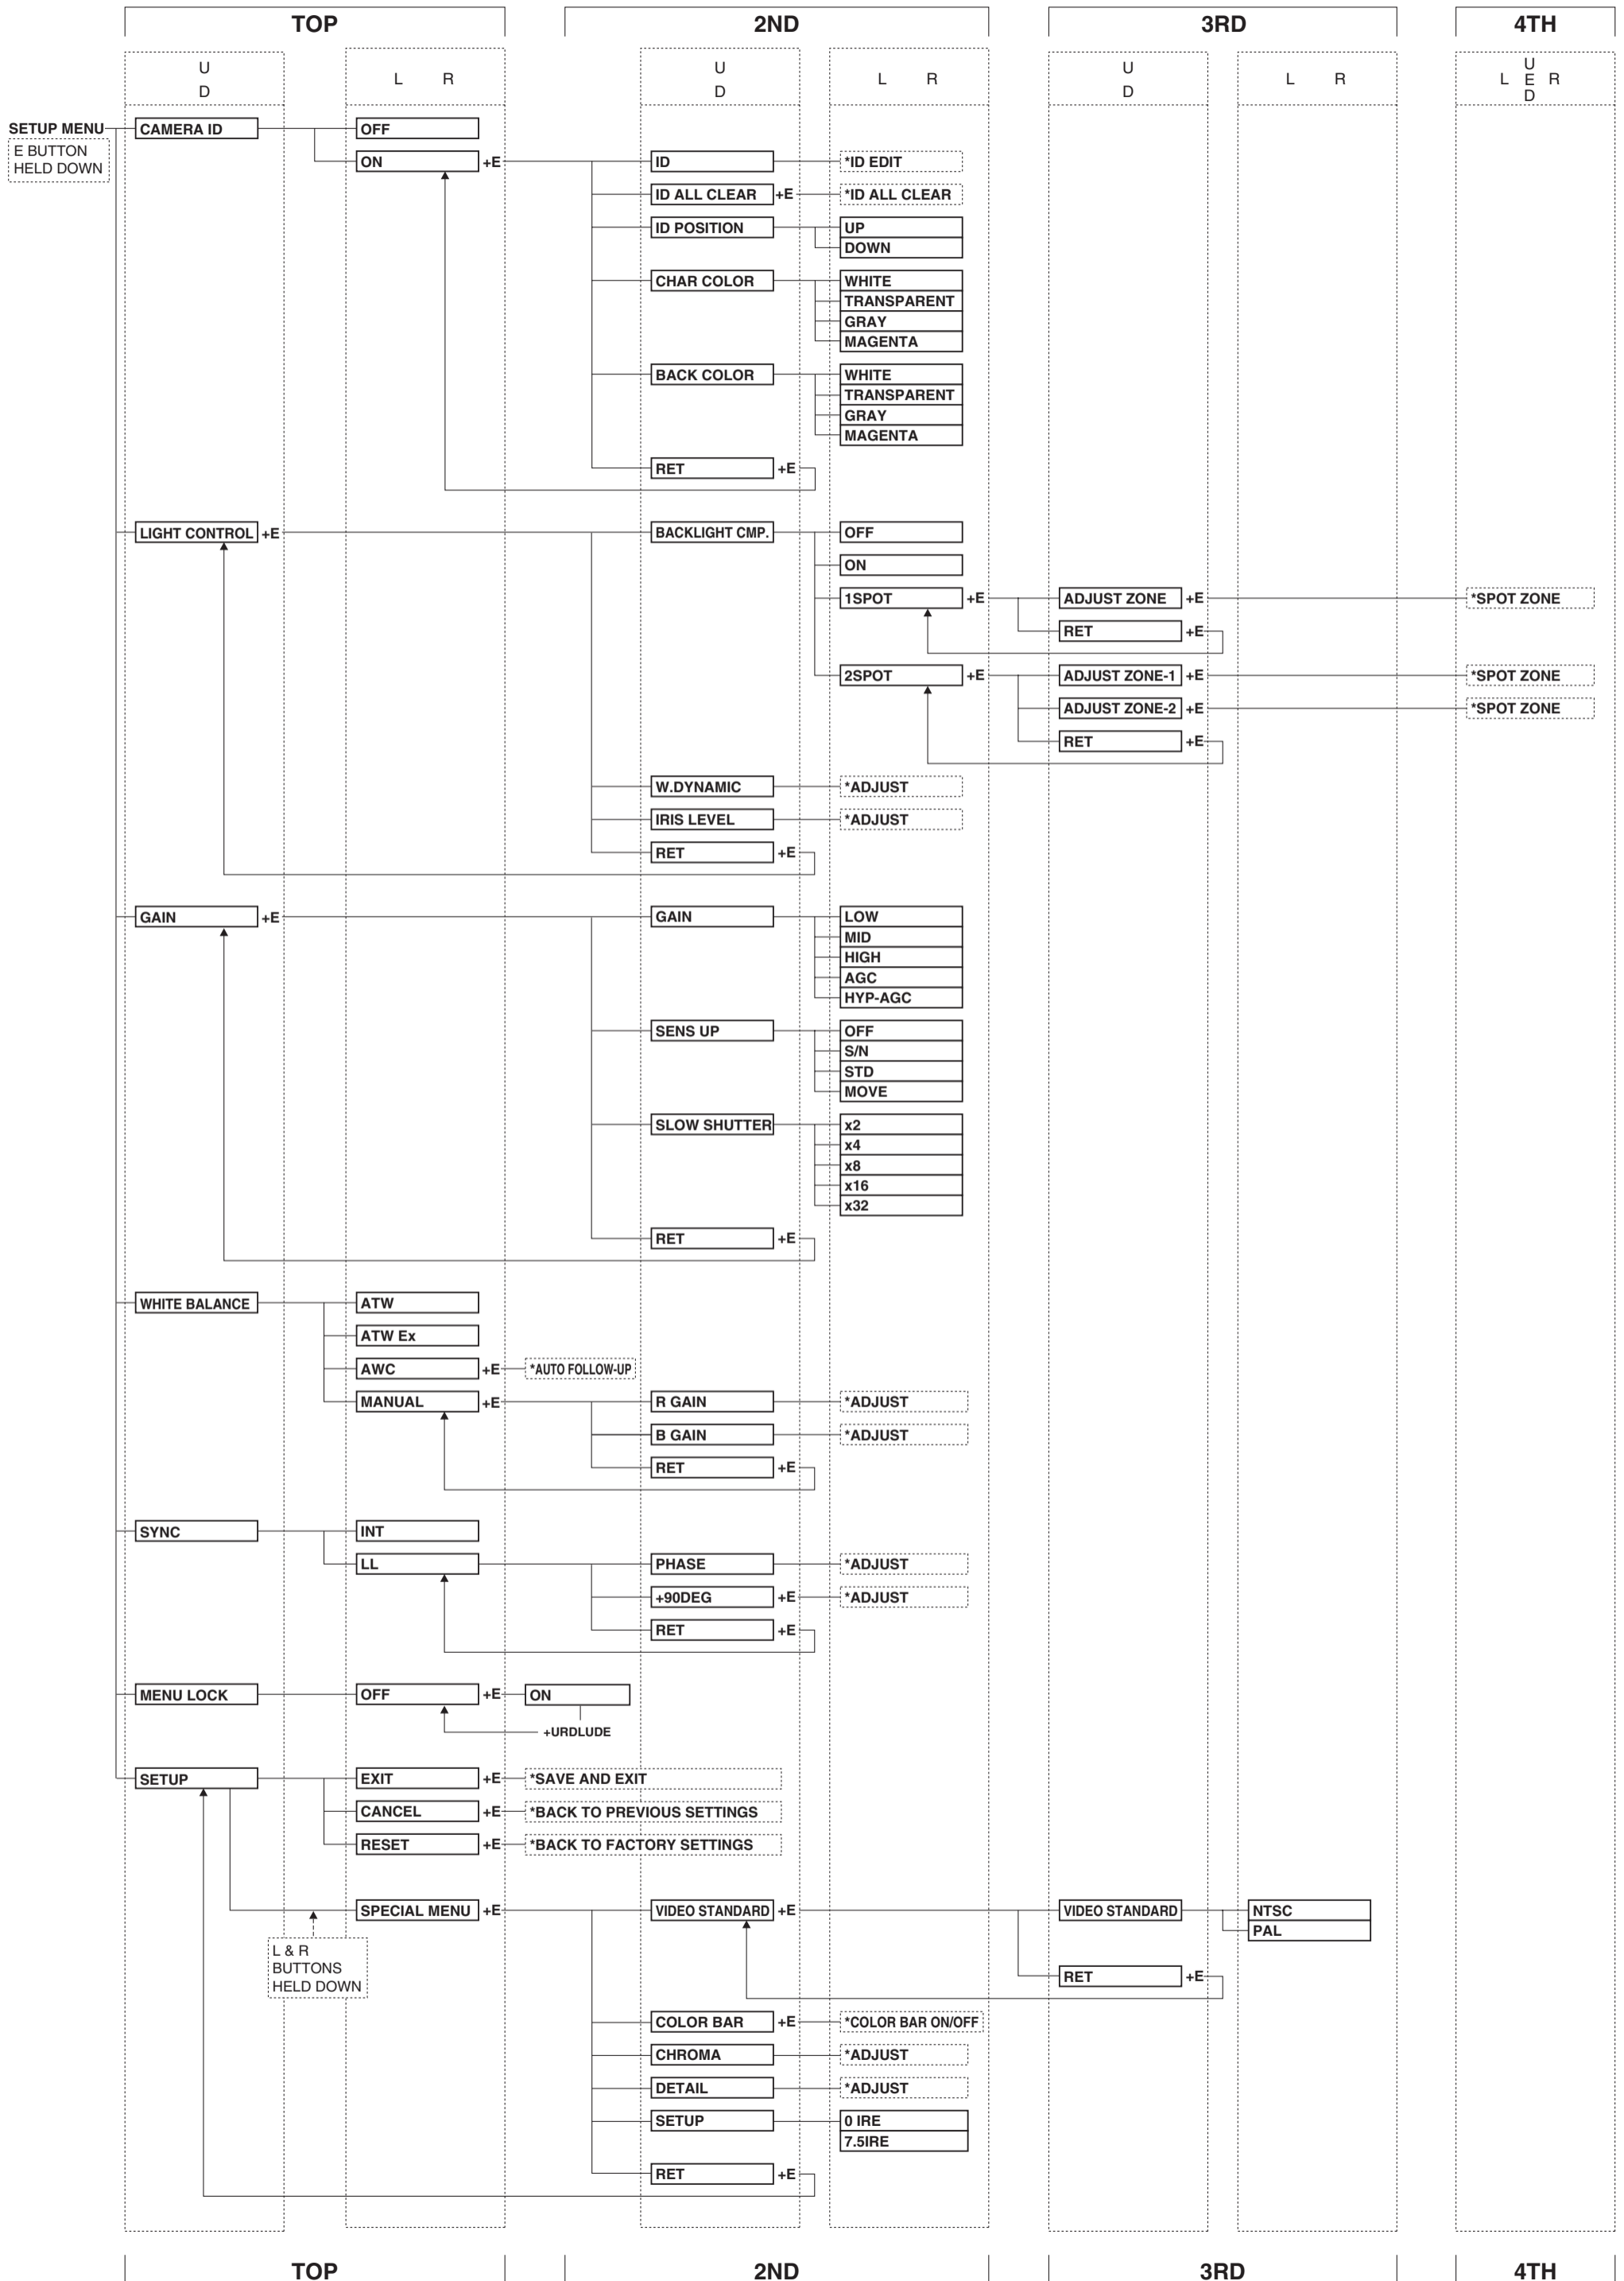 TOP 2ND 3RD 4TH
U U U U
L R L R L R L E R
D D D D
SETUP MENU CAMERA ID OFF
E BUTTON
HELD DOWN
ON +E ID *ID EDIT
ID ALL CLEAR +E *ID ALL CLEAR
ID POSITION UP
DOWN
CHAR COLOR WHITE
TRANSPARENT
GRAY
MAGENTA
BACK COLOR WHITE
TRANSPARENT
GRAY
MAGENTA
RET +E
LIGHT CONTROL +E BACKLIGHT CMP. OFF
ON
1SPOT +E ADJUST ZONE +E *SPOT ZONE
RET +E
2SPOT +E ADJUST ZONE-1 +E *SPOT ZONE
ADJUST ZONE-2 +E *SPOT ZONE
RET +E
W.DYNAMIC *ADJUST
IRIS LEVEL *ADJUST
RET +E
GAIN +E GAIN LOW
MID
HIGH
AGC
HYP-AGC
SENS UP OFF
S/N
STD
MOVE
SLOW SHUTTER x2
x4
x8
x16
x32
RET +E
WHITE BALANCE ATW
ATW Ex
AWC +E *AUTO FOLLOW-UP
MANUAL +E R GAIN *ADJUST
B GAIN *ADJUST
RET +E
SYNC INT
LL PHASE *ADJUST
+90DEG +E *ADJUST
RET +E
MENU LOCK OFF +E ON
+URDLUDE
SETUP EXIT +E *SAVE AND EXIT
CANCEL +E *BACK TO PREVIOUS SETTINGS
RESET +E *BACK TO FACTORY SETTINGS
SPECIAL MENU +E VIDEO STANDARD +E VIDEO STANDARD NTSC
PAL
L & R
BUTTONS
HELD DOWN
RET +E
COLOR BAR +E *COLOR BAR ON/OFF
CHROMA *ADJUST
DETAIL *ADJUST
SETUP 0 IRE
7.5IRE
RET +E
TOP 2ND 3RD 4TH